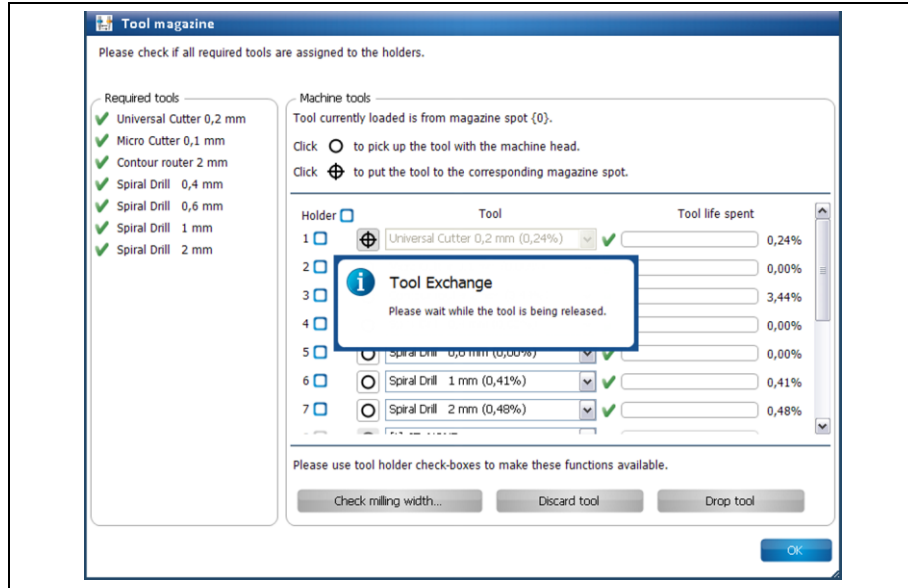 Tool magazine
Please check if all required tools are assigned to the holders.
Required tools
Universal Cutter 0,2 mm
Micro Cutter 0,1 mm
Contour router 2 mm
Spiral Drill 0,4 mm
Spiral Drill 0,6 mm
Spiral Drill 1 mm
Spiral Drill 2 mm
Machine tools
Tool currently loaded is from magazine spot {0}.
Click to pick up the tool with the machine head.
Click to put the tool to the corresponding magazine spot.
Holder Tool Tool life spent
1 Universal Cutter 0,2 mm (0,24%) 0,24%
2 0,00%
3 3,44%
4 0,00%
Tool Exchange
Please wait while the tool is being released.
5 Spiral Drill 0,6 mm (0,00%) 0,00%
6 Spiral Drill 1 mm (0,41%) 0,41%
7 Spiral Drill 2 mm (0,48%) 0,48%
Please use tool holder check-boxes to make these functions available.
Check milling width... Discard tool Drop tool
OK